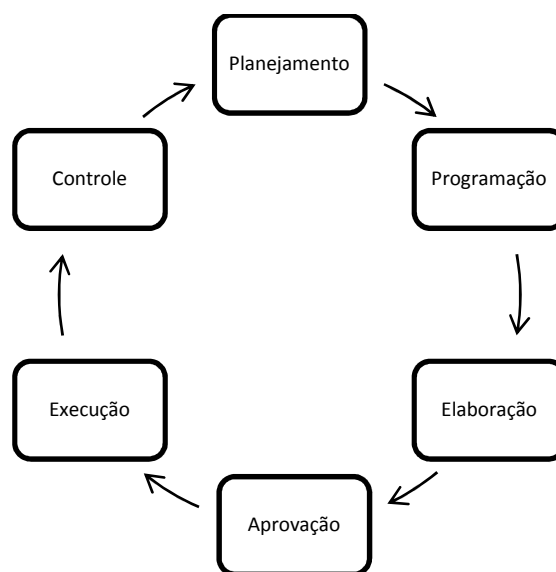 Planejamento
Programação
Elaboração
Aprovação
Execução
Controle